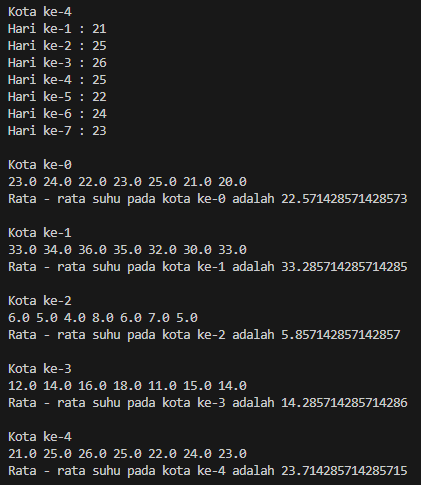 Kota ke-4
Hari ke-1 : 21
Hari ke-2 : 25
Hari ke-3 : 26
Hari ke-4 : 25
Hari ke-5 : 22
Hari ke-6 : 24
Hari ke-7 : 23
Kota ke-0
23.0 24.0 22.0 23.0 25.0 21.0 20.0
Rata - rata suhu pada kota ke-0 adalah 22.571428571428573
Kota ke-1
33.0 34.0 36.0 35.0 32.0 30.0 33.0
Rata - rata suhu pada kota ke-1 adalah 33.285714285714285
Kota ke-2
6.0 5.0 4.0 8.0 6.0 7.0 5.0
Rata - rata suhu pada kota ke-2 adalah 5.857142857142857
Kota ke-3
12.0 14.0 16.0 18.0 11.0 15.0 14.0
Rata - rata suhu pada kota ke-3 adalah 14.285714285714286
Kota ke-4
21.0 25.0 26.0 25.0 22.0 24.0 23.0
Rata - rata suhu pada kota ke-4 adalah 23.714285714285715